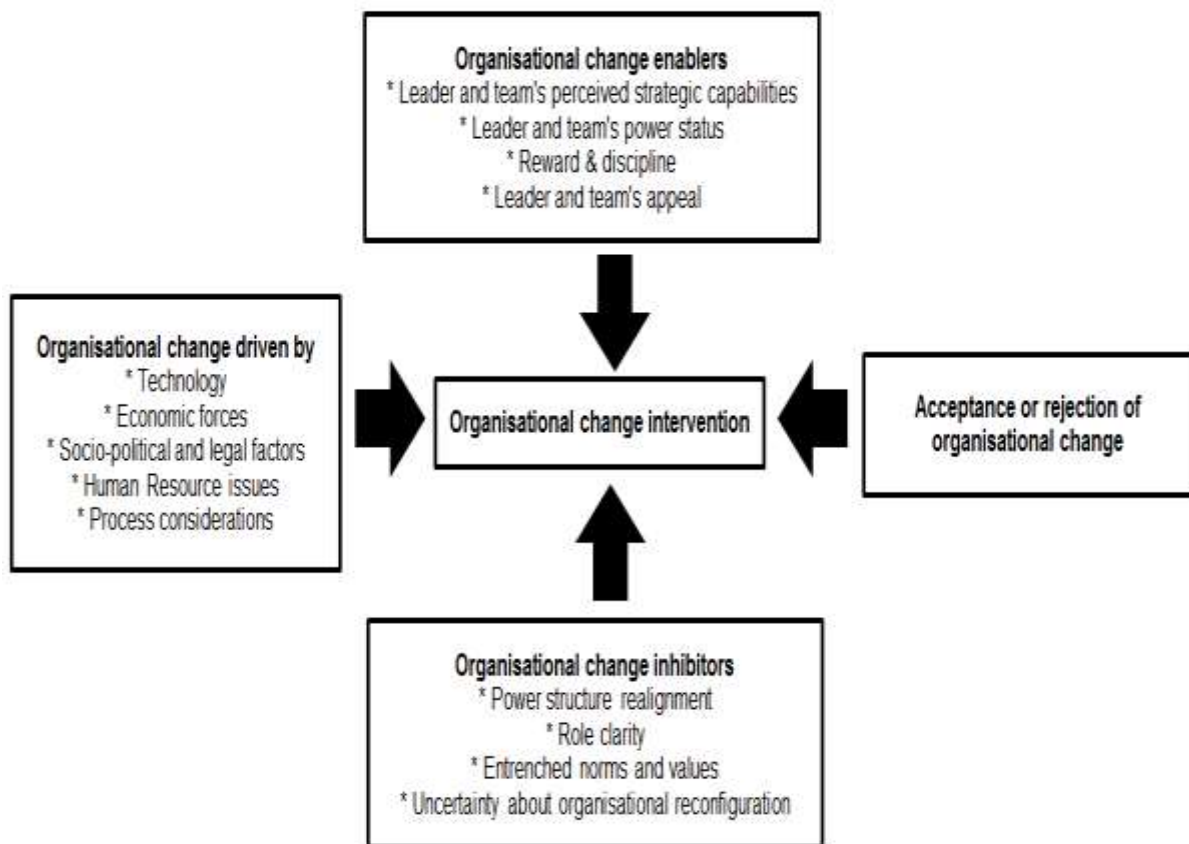 Organisational change enablers
* Leader and team's perceived strategic capabilities
* Leader and team's power status
* Reward & discipline
* Leader and team's appeal
Organisational change driven by
* Technology
* Economic forces
* Socio-political and legal factors
* Human Resource issues
* Process considerations
Organisational change intervention
Acceptance or rejection of
organisational change
Organisational change inhibitors
* Power structure realignment
* Role clarity
* Entrenched norms and values
* Uncertainty about organisational reconfiguration